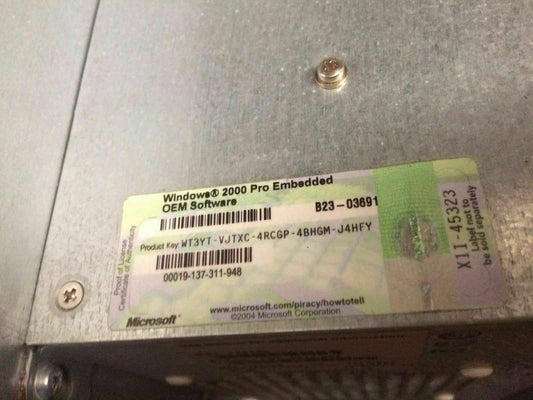 Windows® 2000 Pro Embedded
OEM Software
B23-03691
Product Key: WT3YT-VJTXC-4RCGP-4BHGM-J4HFY
00019-137-311-948
www.microsoft.com/piracy/howtotell
©2004 Microsoft Corporation
Microsoft®
Proof of License
Certificate of Authenticity
X11-45323
Label not to
be sold separately